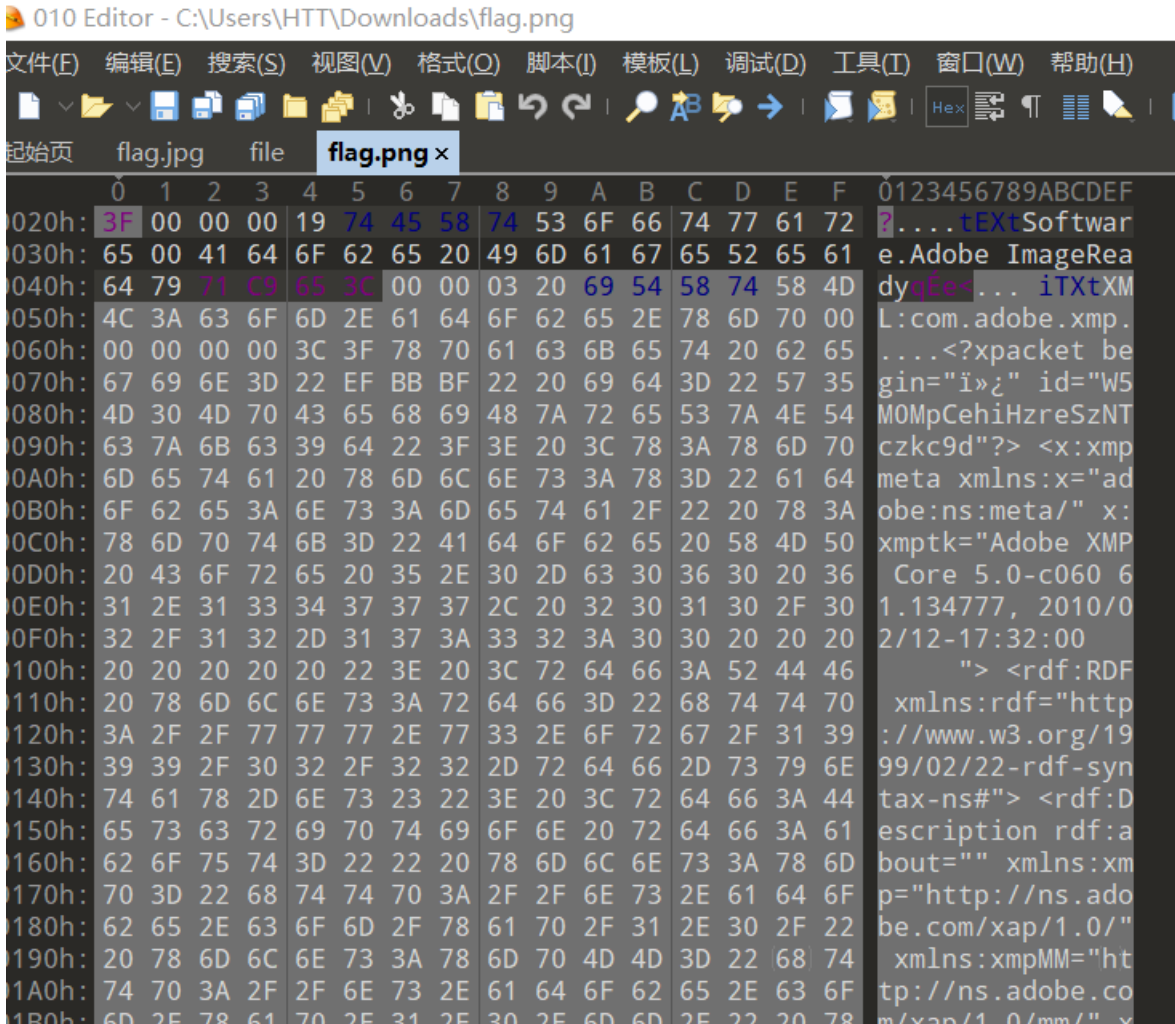 010 Editor - C:\Users\HTT\Downloads\flag.png
文件(F) 编辑(E) 搜索(S) 视图(V) 格式(O) 脚本(I) 模板(L) 调试(D) 工具(T) 窗口(W) 帮助(H)
Hex
起始页 flag.jpg file flag.png ×
0 1 2 3 4 5 6 7 8 9 A B C D E F 0123456789ABCDEF
0020h: 3F 00 00 00 19 74 45 58 74 53 6F 66 74 77 61 72 ?....tEXtSoftwar
0030h: 65 00 41 64 6F 62 65 20 49 6D 61 67 65 52 65 61 e.Adobe ImageRea
0040h: 64 79 71 C9 65 3C 00 00 03 20 69 54 58 74 58 4D dyqÉe<... iTXtXM
0050h: 4C 3A 63 6F 6D 2E 61 64 6F 62 65 2E 78 6D 70 00 L:com.adobe.xmp.
0060h: 00 00 00 00 3C 3F 78 70 61 63 6B 65 74 20 62 65 ....<?xpacket be
0070h: 67 69 6E 3D 22 EF BB BF 22 20 69 64 3D 22 57 35 gin="ï»¿" id="W5
0080h: 4D 30 4D 70 43 65 68 69 48 7A 72 65 53 7A 4E 54 M0MpCehiHzreSzNT
0090h: 63 7A 6B 63 39 64 22 3F 3E 20 3C 78 3A 78 6D 70 czkc9d"?> <x:xmp
00A0h: 6D 65 74 61 20 78 6D 6C 6E 73 3A 78 3D 22 61 64 meta xmlns:x="ad
00B0h: 6F 62 65 3A 6E 73 3A 6D 65 74 61 2F 22 20 78 3A obe:ns:meta/" x:
00C0h: 78 6D 70 74 6B 3D 22 41 64 6F 62 65 20 58 4D 50 xmptk="Adobe XMP
00D0h: 20 43 6F 72 65 20 35 2E 30 2D 63 30 36 30 20 36 Core 5.0-c060 6
00E0h: 31 2E 31 33 34 37 37 37 2C 20 32 30 31 30 2F 30 1.134777, 2010/0
00F0h: 32 2F 31 32 2D 31 37 3A 33 32 3A 30 30 20 20 20 2/12-17:32:00
0100h: 20 20 20 20 20 22 3E 20 3C 72 64 66 3A 52 44 46 "> <rdf:RDF
0110h: 20 78 6D 6C 6E 73 3A 72 64 66 3D 22 68 74 74 70 xmlns:rdf="http
0120h: 3A 2F 2F 77 77 77 2E 77 33 2E 6F 72 67 2F 31 39 ://www.w3.org/19
0130h: 39 39 2F 30 32 2F 32 32 2D 72 64 66 2D 73 79 6E 99/02/22-rdf-syn
0140h: 74 61 78 2D 6E 73 23 22 3E 20 3C 72 64 66 3A 44 tax-ns#"> <rdf:D
0150h: 65 73 63 72 69 70 74 69 6F 6E 20 72 64 66 3A 61 escription rdf:a
0160h: 62 6F 75 74 3D 22 22 20 78 6D 6C 6E 73 3A 78 6D bout="" xmlns:xm
0170h: 70 3D 22 68 74 74 70 3A 2F 2F 6E 73 2E 61 64 6F p="http://ns.ado
0180h: 62 65 2E 63 6F 6D 2F 78 61 70 2F 31 2E 30 2F 22 be.com/xap/1.0/"
0190h: 20 78 6D 6C 6E 73 3A 78 6D 70 4D 4D 3D 22 68 74 xmlns:xmpMM="ht
01A0h: 74 70 3A 2F 2F 6E 73 2E 61 64 6F 62 65 2E 63 6F tp://ns.adobe.co
01B0h: 6D 2F 78 61 70 2F 31 2E 30 2F 6D 6D 2F 22 20 78 m/xap/1.0/mm/" x